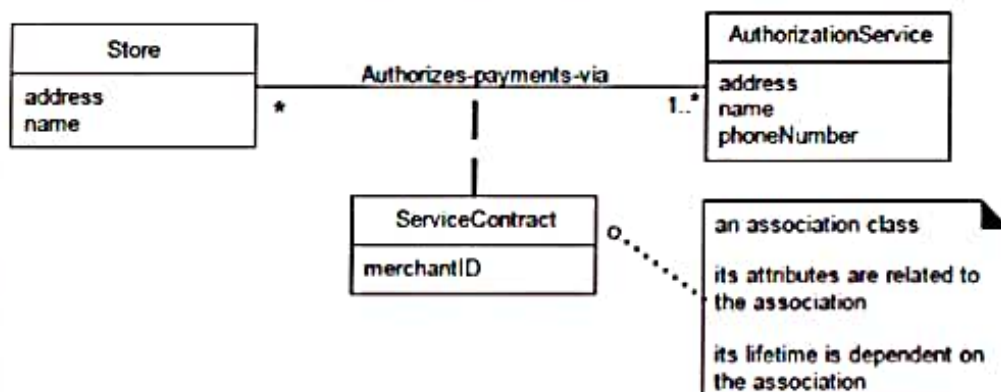 Store
address
name
Authorizes-payments-via
*
1..*
AuthorizationService
address
name
phoneNumber
ServiceContract
merchantID
an association class
its attributes are related to
the association
its lifetime is dependent on
the association